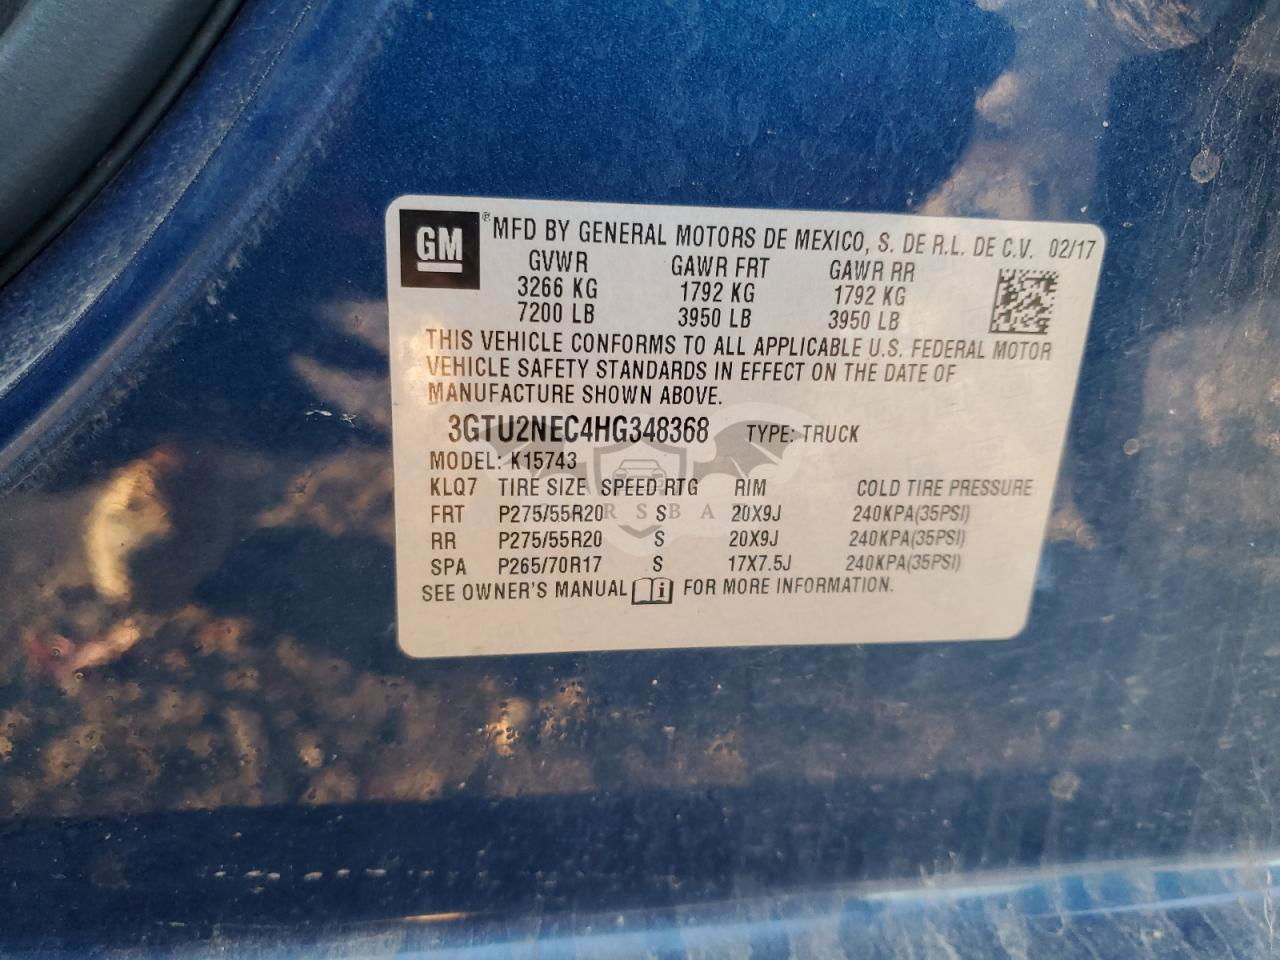 GM® MFD BY GENERAL MOTORS DE MEXICO, S. DE R.L. DE C.V. 02/17
GVWR GAWR FRT GAWR RR
3266 KG 1792 KG 1792 KG
7200 LB 3950 LB 3950 LB
THIS VEHICLE CONFORMS TO ALL APPLICABLE U.S. FEDERAL MOTOR
VEHICLE SAFETY STANDARDS IN EFFECT ON THE DATE OF
MANUFACTURE SHOWN ABOVE.
3GTU2NEC4HG348368 TYPE: TRUCK
MODEL: K15743
KLQ7 TIRE SIZE SPEED RTG RIM COLD TIRE PRESSURE
FRT P275/55R20 S 20X9J 240KPA(35PSI)
RR P275/55R20 S 20X9J 240KPA(35PSI)
SPA P265/70R17 S 17X7.5J 240KPA(35PSI)
SEE OWNER'S MANUAL i FOR MORE INFORMATION.